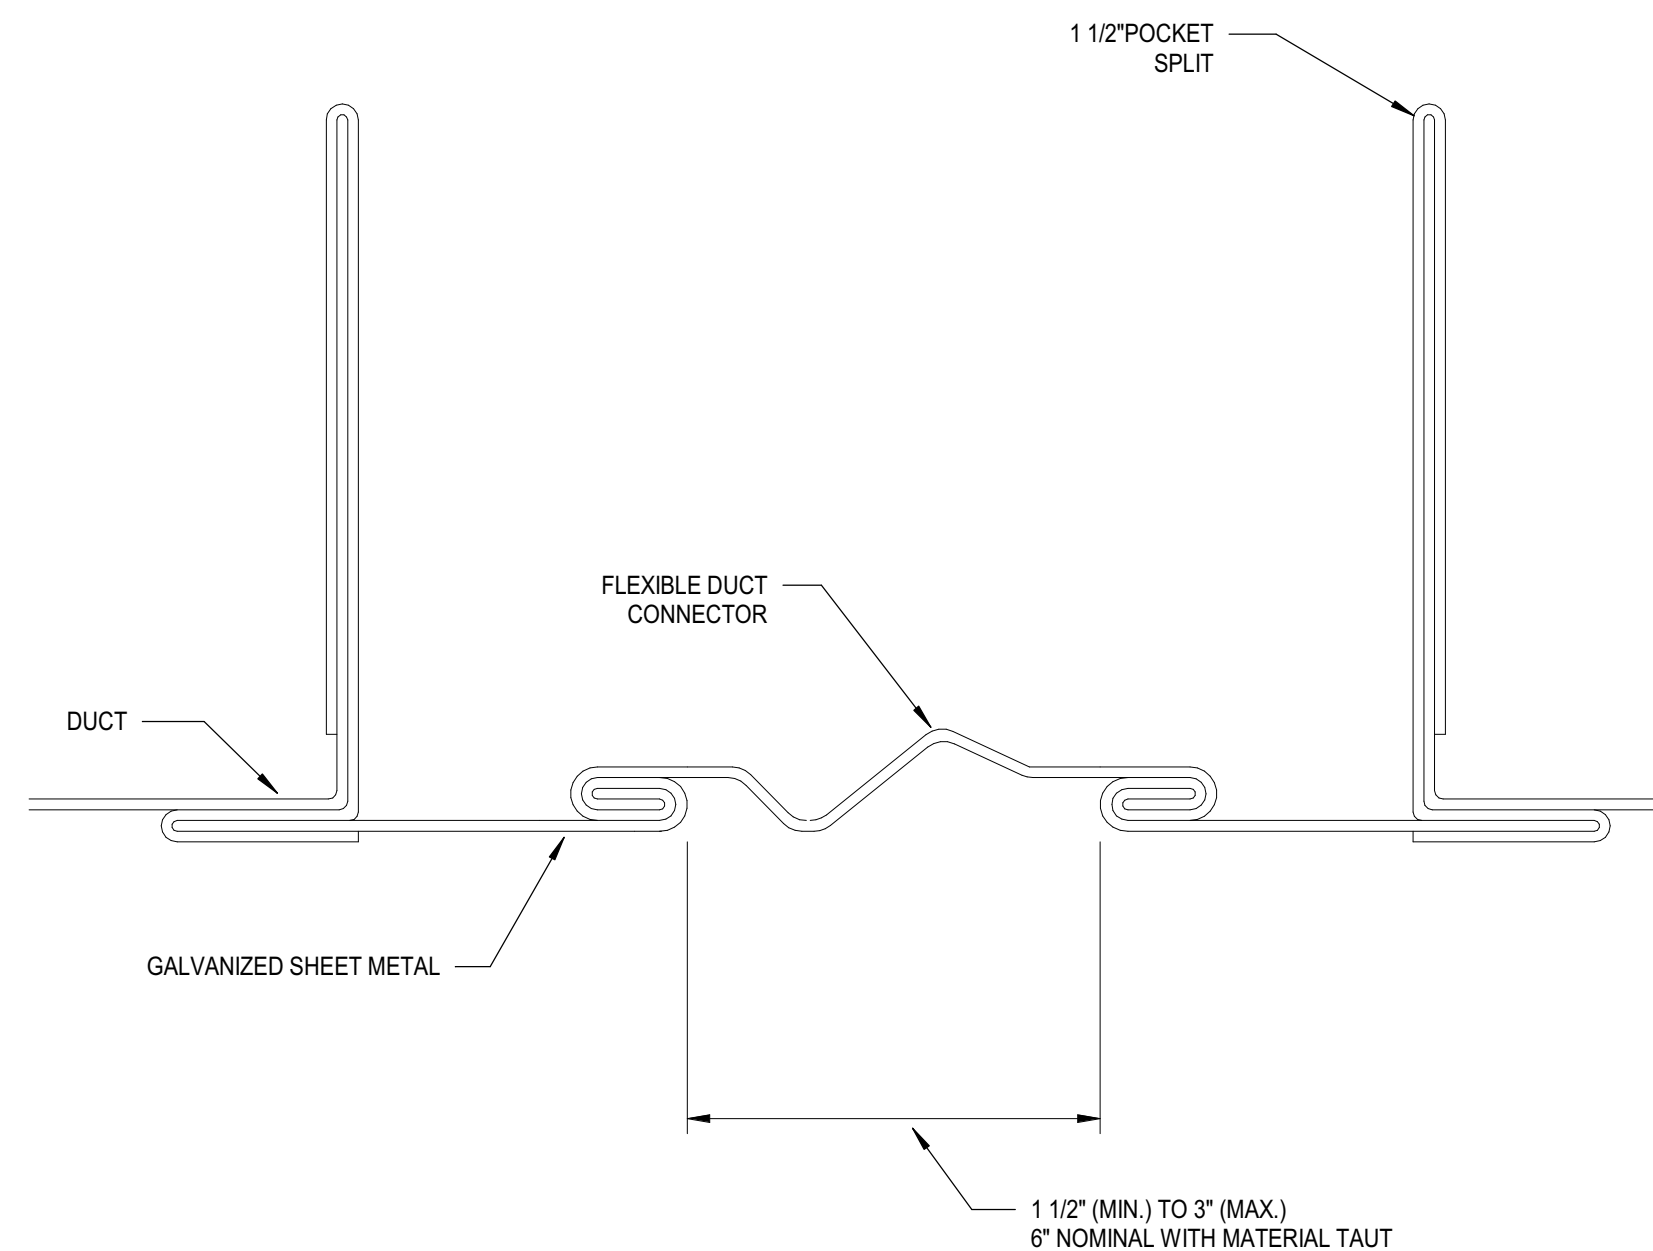 1 1/2"POCKET
SPLIT
FLEXIBLE DUCT
CONNECTOR
DUCT
GALVANIZED SHEET METAL
1 1/2" (MIN.) TO 3" (MAX.)
6" NOMINAL WITH MATERIAL TAUT